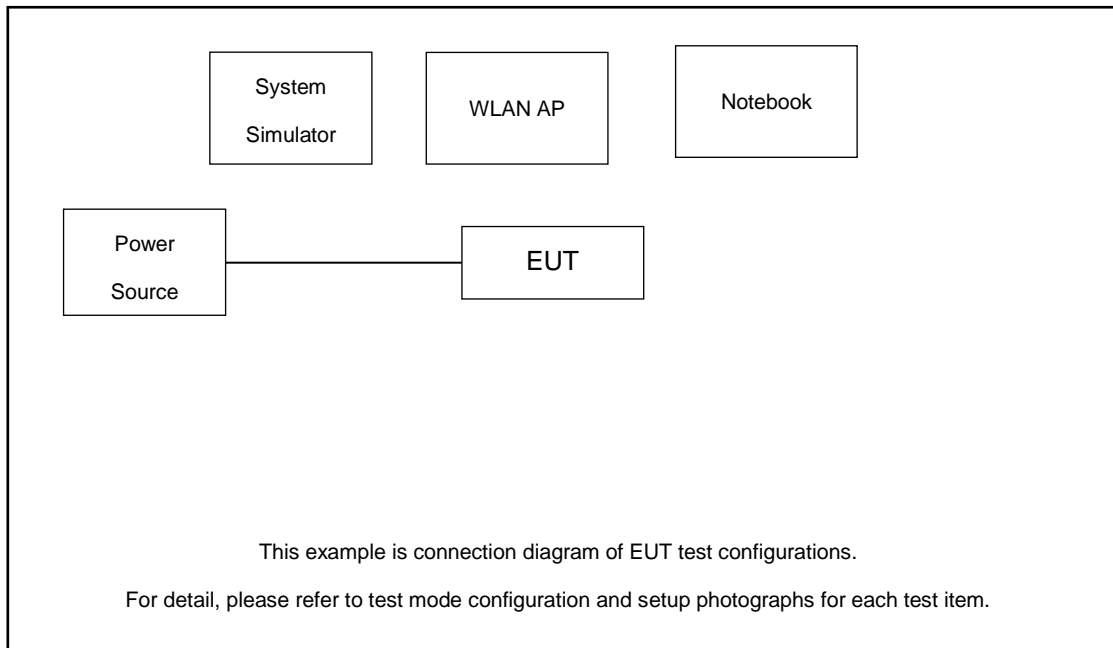 System
Simulator
WLAN AP
Notebook
Power
Source
EUT
This example is connection diagram of EUT test configurations.
For detail, please refer to test mode configuration and setup photographs for each test item.